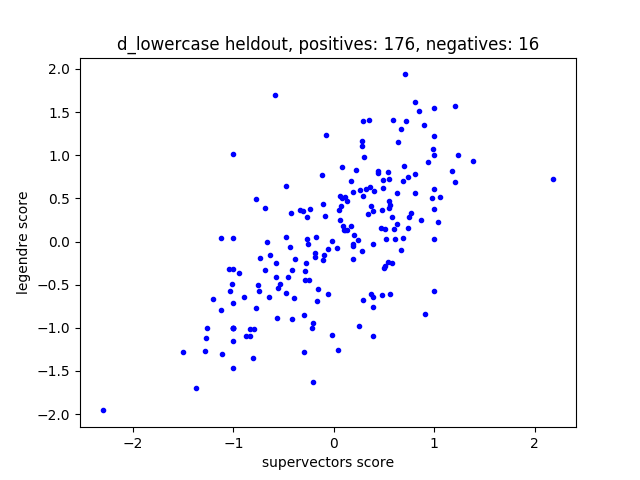 d_lowercase heldout, positives: 176, negatives: 16
2.0
1.5
1.0
0.5
0.0
−0.5
−1.0
−1.5
−2.0
legendre score
−2 −1 0 1 2
supervectors score